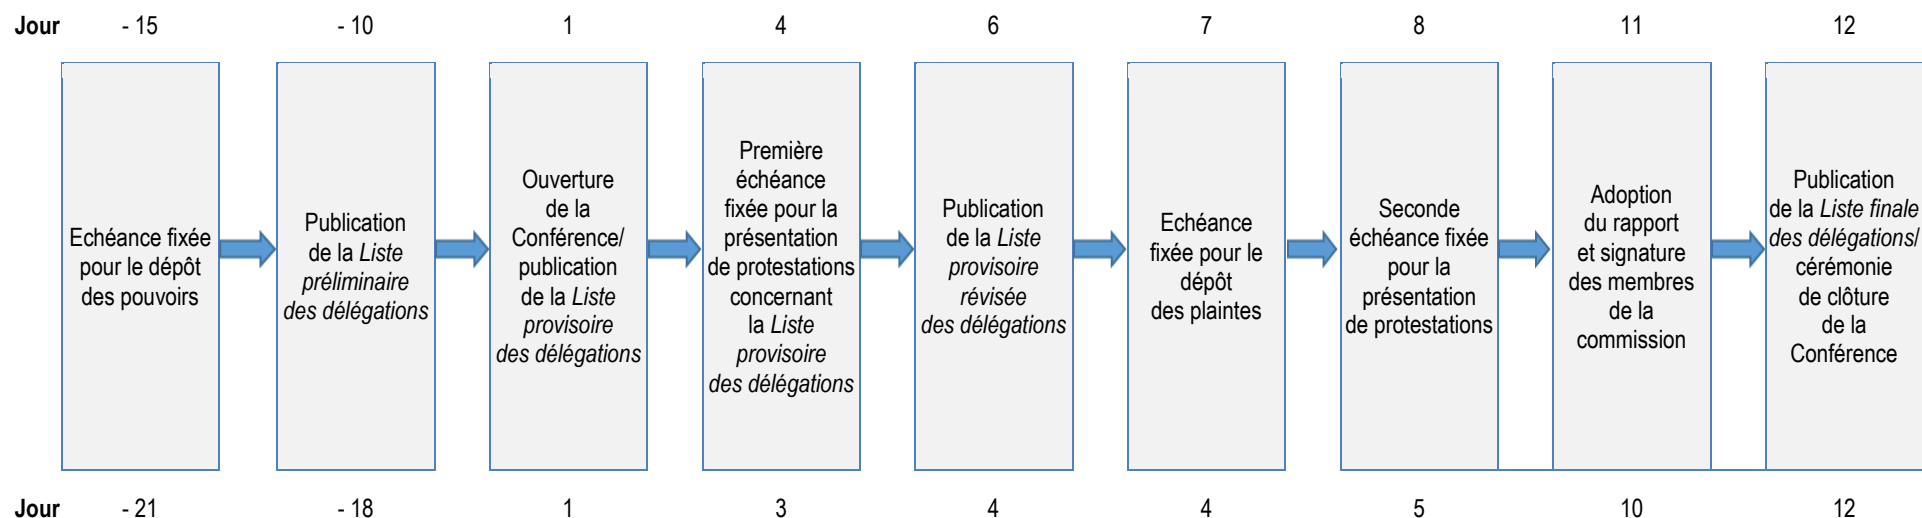 Jour - 15 - 10 1 4 6 7 8 11 12
Echéance fixée
pour le dépôt
des pouvoirs
Publication
de la Liste
préliminaire
des délégations
Ouverture
de la
Conférence/
publication
de la Liste
provisoire
des délégations
Première
échéance
fixée pour la
présentation
de protestations
concernant
la Liste
provisoire
des délégations
Publication
de la Liste
provisoire
révisée
des délégations
Echéance
fixée pour le
dépôt
des plaintes
Seconde
échéance fixée
pour la
présentation
de protestations
Adoption
du rapport
et signature
des membres
de la
commission
Publication
de la Liste finale
des délégations/
cérémonie
de clôture
de la
Conférence
Jour - 21 - 18 1 3 4 4 5 10 12